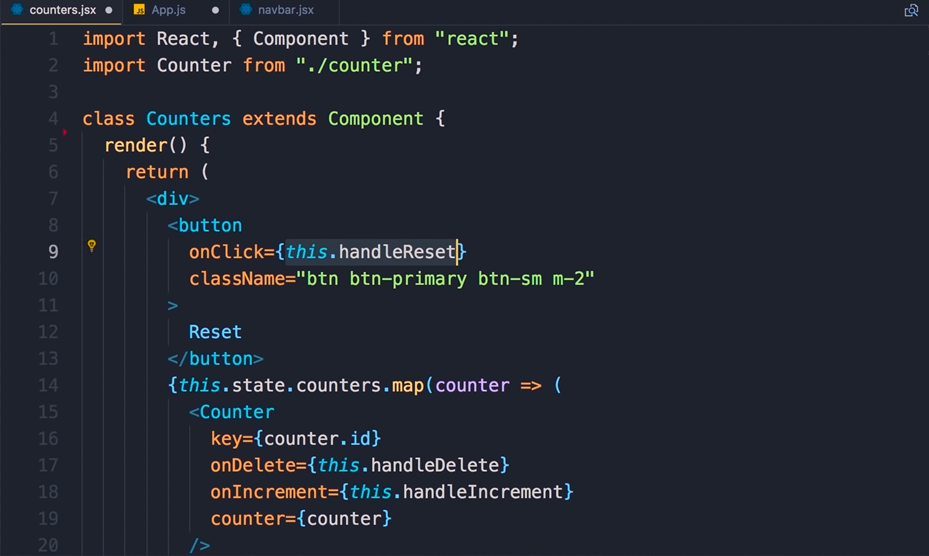 counters.jsx
App.js
navbar.jsx
1 import React, { Component } from "react";
2 import Counter from "./counter";
3
4 class Counters extends Component {
5 render() {
6 return (
7 <div>
8 <button
9 onClick={this.handleReset}
10 className="btn btn-primary btn-sm m-2"
11 >
12 Reset
13 </button>
14 {this.state.counters.map(counter => (
15 <Counter
16 key={counter.id}
17 onDelete={this.handleDelete}
18 onIncrement={this.handleIncrement}
19 counter={counter}
20 />